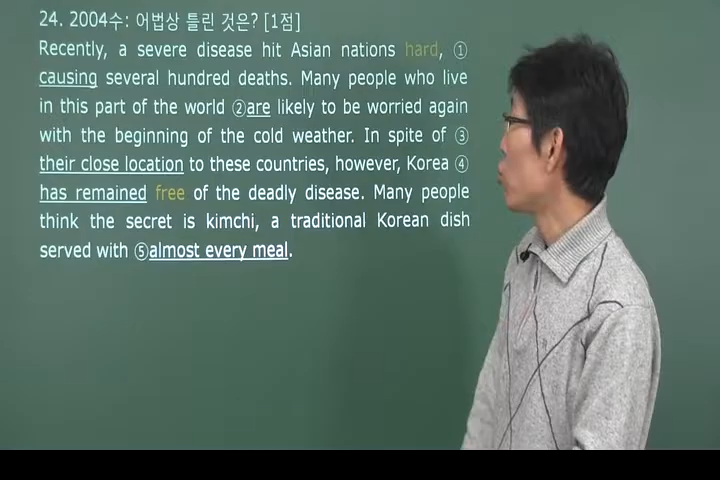 24. 2004수: 어법상 틀린 것은? [1점]
Recently, a severe disease hit Asian nations hard, ①
causing several hundred deaths. Many people who live
in this part of the world ②are likely to be worried again
with the beginning of the cold weather. In spite of ③
their close location to these countries, however, Korea ④
has remained free of the deadly disease. Many people
think the secret is kimchi, a traditional Korean dish
served with ⑤almost every meal.